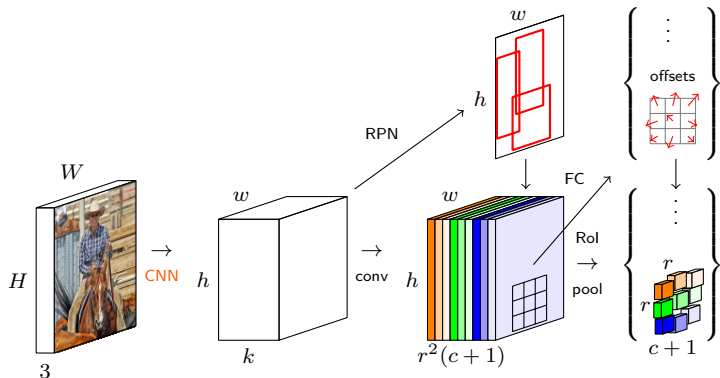 W
H
3
CNN
w
h
k
RPN
conv
w
h
w
h
r²(c + 1)
FC
RoI
pool
offsets
r
r
c + 1